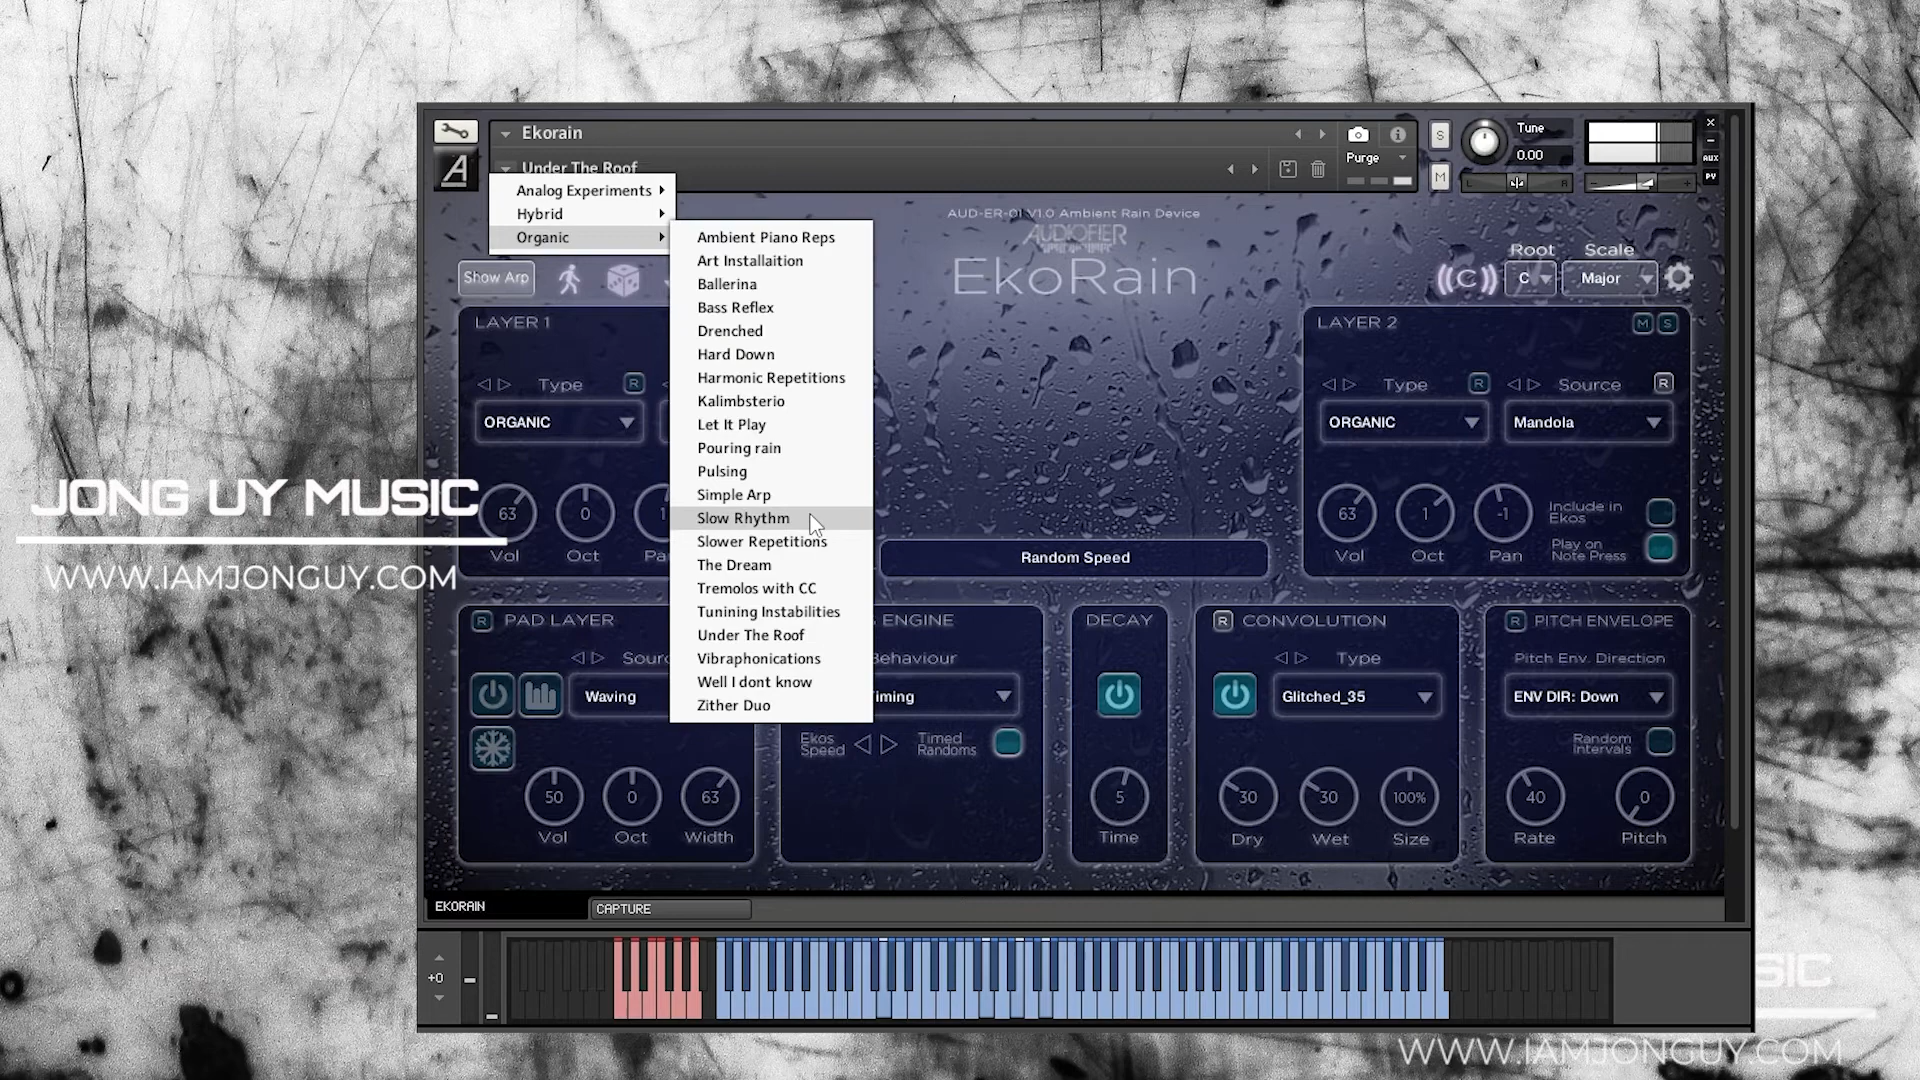 Ekorain
Under The Roof
Purge
S
M
Tune
0.00
AUX
PV
L
R
A
Analog Experiments
Hybrid
Organic
Ambient Piano Reps
Art Installaition
Ballerina
Bass Reflex
Drenched
Hard Down
Harmonic Repetitions
Kalimbsterio
Let It Play
Pouring rain
Pulsing
Simple Arp
Slow Rhythm
Slower Repetitions
The Dream
Tremolos with CC
Tunining Instabilities
Under The Roof
Vibraphonications
Well I dont know
Zither Duo
AUD-ER-01 V1.0 Ambient Rain Device
AUDIOFIER
EkoRain
Show Arp
((C))
Root
C
Scale
Major
LAYER 1
Type
R
ORGANIC
63
Vol
0
Oct
LAYER 2
M
S
Type
R
ORGANIC
Source
R
Mandola
63
Vol
1
Oct
-1
Pan
Include in
Ekos
Play on
Note Press
Random Speed
JONG UY MUSIC
WWW.IAMJONGUY.COM
R
PAD LAYER
Waving
50
Vol
0
Oct
63
Width
ENGINE
Behaviour
Ekos
Speed
Timed
Randoms
DECAY
5
Time
R
CONVOLUTION
Type
Glitched_35
30
Dry
30
Wet
100%
Size
R
PITCH ENVELOPE
Pitch Env. Direction
ENV DIR: Down
Random
Intervals
40
Rate
0
Pitch
EKORAIN
CAPTURE
+0
WWW.IAMJONGUY.COM